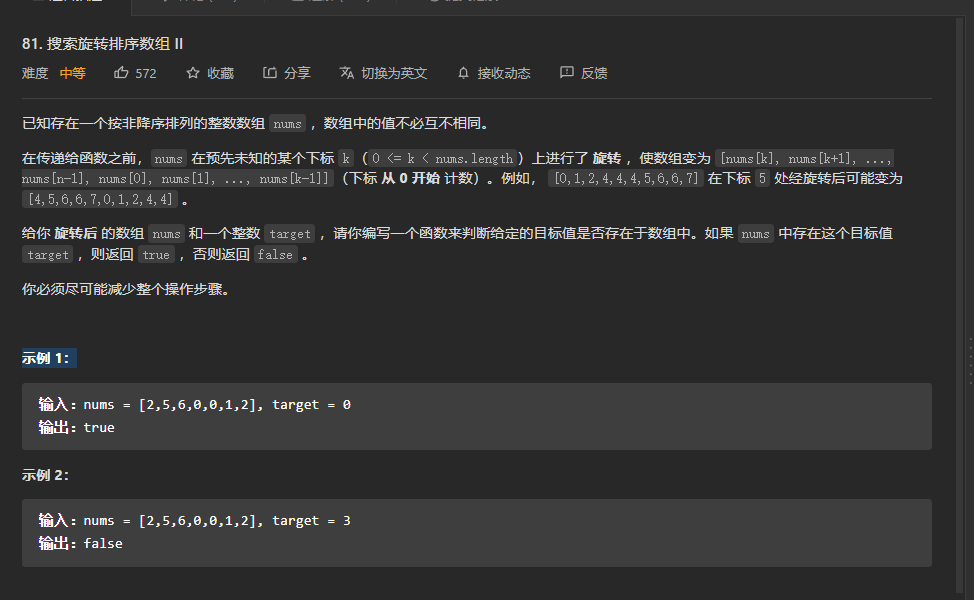 81. 搜索旋转排序数组 II
难度 中等 572 收藏 分享 切换为英文 接收动态 反馈
已知存在一个按非降序排列的整数数组 nums ，数组中的值不必互不相同。
在传递给函数之前，nums 在预先未知的某个下标 k（0 <= k < nums.length）上进行了 旋转 ，使数组变为 [nums[k], nums[k+1], ...,
nums[n-1], nums[0], nums[1], ..., nums[k-1]]（下标 从 0 开始 计数）。例如， [0,1,2,4,4,4,5,6,6,7] 在下标 5 处经旋转后可能变为
[4,5,6,6,7,0,1,2,4,4] 。
给你 旋转后 的数组 nums 和一个整数 target ，请你编写一个函数来判断给定的目标值是否存在于数组中。如果 nums 中存在这个目标值
target ，则返回 true ，否则返回 false 。
你必须尽可能减少整个操作步骤。
示例 1：
输入：nums = [2,5,6,0,0,1,2], target = 0
输出：true
示例 2：
输入：nums = [2,5,6,0,0,1,2], target = 3
输出：false